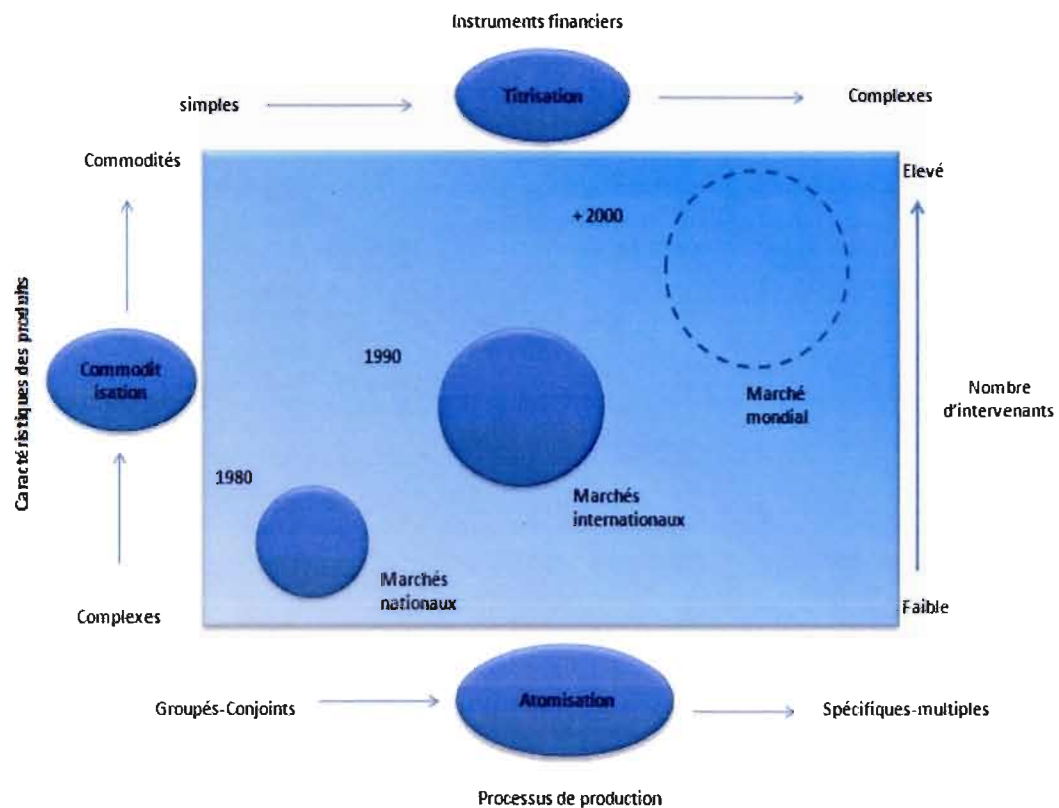 Instruments financiers
Titrisation
simples
Complexes
Commodités
Elevé
+2000
Caractéristiques des produits
Commodit
isation
1990
Marché
mondial
Nombre
d'intervenants
1980
Marchés
internationaux
Marchés
nationaux
Complexes
Faible
Groupés-Conjoints
Atomisation
Spécifiques-multiples
Processus de production